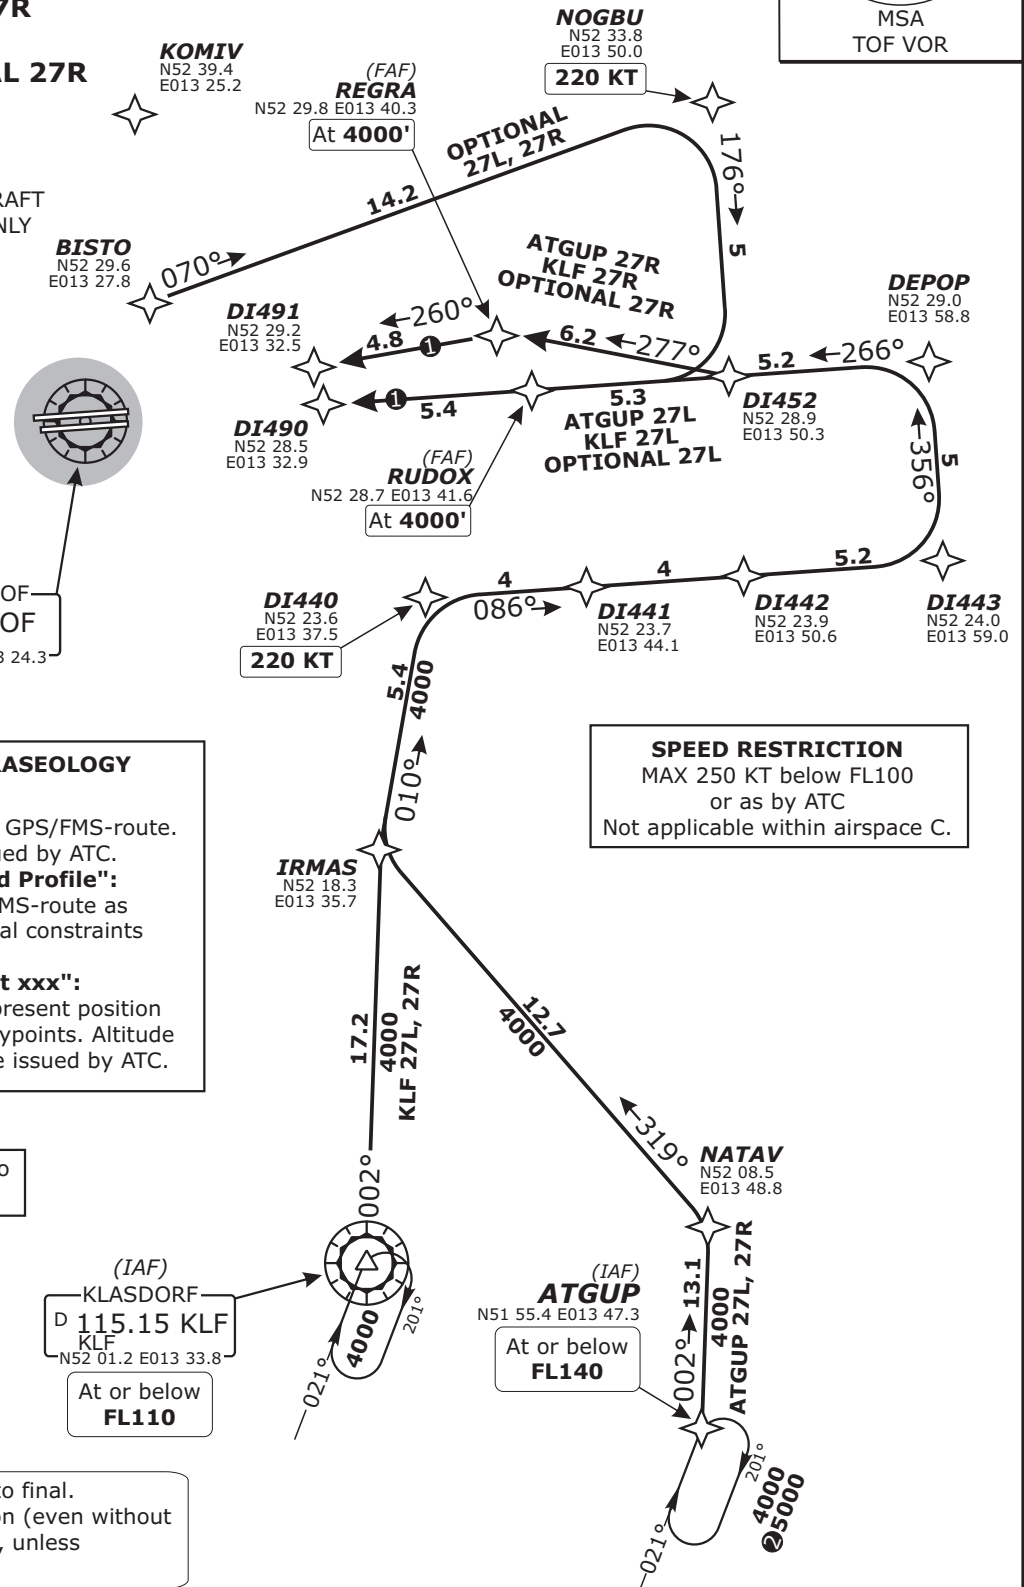 7R
L 27R
RAFT
NLY
MSA
TOF VOR
KOMIV
N52 39.4
E013 25.2
NOGBU
N52 33.8
E013 50.0
220 KT
(FAF)
REGRA
N52 29.8 E013 40.3
At 4000'
OPTIONAL
27L, 27R
14.2
176°
5
BISTO
N52 29.6
E013 27.8
070°
ATGUP 27R
KLF 27R
OPTIONAL 27R
DEPOP
N52 29.0
E013 58.8
DI491
N52 29.2
E013 32.5
260°
4.8
1
6.2
277°
5.2
266°
DI490
N52 28.5
E013 32.9
1
5.4
5.3
ATGUP 27L
KLF 27L
OPTIONAL 27L
DI452
N52 28.9
E013 50.3
(FAF)
RUDOX
N52 28.7 E013 41.6
At 4000'
356°
5
OF
OF
3 24.3
DI440
N52 23.6
E013 37.5
220 KT
4
086°
4
5.2
DI441
N52 23.7
E013 44.1
DI442
N52 23.9
E013 50.6
DI443
N52 24.0
E013 59.0
5.4
4000
010°
SPEED RESTRICTION
MAX 250 KT below FL100
or as by ATC
Not applicable within airspace C.
RASEOLOGY
GPS/FMS-route.
ued by ATC.
d Profile":
MS-route as
al constraints
t xxx":
present position
ypoints. Altitude
e issued by ATC.
IRMAS
N52 18.3
E013 35.7
17.2
4000
KLF 27L, 27R
12.7
4000
319°
NATAV
N52 08.5
E013 48.8
o
002°
(IAF)
KLASDORF
D 115.15 KLF
KLF
N52 01.2 E013 33.8
At or below
FL110
4000
201°
021°
(IAF)
ATGUP
N51 55.4 E013 47.3
At or below
FL140
002°
13.1
4000
ATGUP 27L, 27R
201°
021°
4000
2 5000
to final.
on (even without
, unless